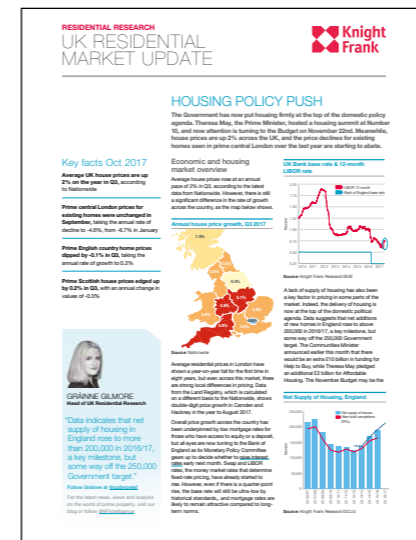 RESIDENTIAL RESEARCH
UK RESIDENTIAL
MARKET UPDATE
Knight
Frank
HOUSING POLICY PUSH
The Government has now put housing firmly at the top of the domestic policy
agenda. Theresa May, the Prime Minister, hosted a housing summit at Number
10, and now attention is turning to the Budget on November 22nd. Meanwhile,
house prices are up 2% across the UK, and the price declines for existing
homes seen in prime central London over the last year are starting to abate.
Key facts Oct 2017
Average UK house prices are up
2% on the year in Q3, according
to Nationwide
Prime central London prices for
existing homes were unchanged in
September, taking the annual rate of
decline to -4.6%, from -6.7% in January
Prime English country home prices
dipped by -0.1% in Q3, taking the
annual rate of growth to 0.2%
Prime Scottish house prices edged up
by 0.2% in Q3, with an annual change
in values of -0.3%
GRÁINNE GILMORE
Head of UK Residential Research
"Data indicates that net
supply of housing in
England rose to more
than 200,000 in 2016/17,
a key milestone, but
some way off the 250,000
Government target."
Follow Gráinne at
For the latest news, views and analysis
on the world of prime property, visit our
blog or follow
Economic and housing
market overview
Average house prices rose at an annual
pace of 2% in Q3, according to the latest
data from Nationwide. However, there is still
a significant difference in the rate of growth
across the country, as the map below shows.
Annual house price growth, Q3 2017
Source: Nationwide
Average residential prices in London have
shown a year-on-year fall for the first time in
eight years, but even across this market, there
are strong local differences in pricing. Data
from the Land Registry, which is calculated
on a different basis to the Nationwide, shows
double-digit price growth in Camden and
Hackney in the year to August 2017.
Overall price growth across the country has
been underpinned by low mortgage rates for
those who have access to equity or a deposit,
but all eyes are now turning to the Bank of
England as its Monetary Policy Committee
gears up to decide whether to raise interest
rates early next month. Swap and LIBOR
rates, the money market rates that determine
fixed-rate pricing, have already started to
rise. However, even if there is a quarter-point
rise, the base rate will still be ultra-low by
historical standards, and mortgage rates are
likely to remain attractive compared to long-
term norms.
UK Bank base rate & 12-month
LIBOR rate
LIBOR 12-month
Bank of England base rate
Source: Knight Frank Research/BOE
A lack of supply of housing has also been
a key factor in pricing in some parts of the
market. Indeed, the delivery of housing is
now at the top of the domestic political
agenda. Data suggests that net additions
of new homes in England rose to above
200,000 in 2016/17, a key milestone, but
some way off the 250,000 Government
target. The Communities Minister
announced earlier this month that there
would be an extra £10 billion in funding for
Help to Buy, while Theresa May pledged
an additional £2 billion for Affordable
Housing. The November Budget may be the
Net Supply of Housing, England
Net supply of housing
New build completions
Source: Knight Frank Research/DCLG